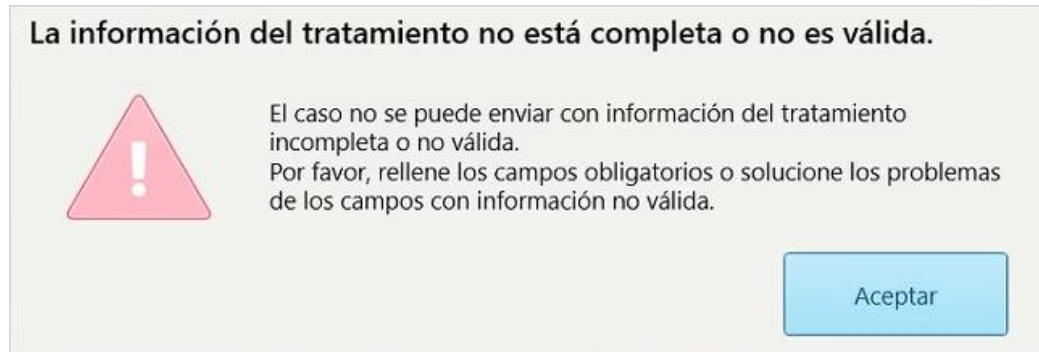 La información del tratamiento no está completa o no es válida.
El caso no se puede enviar con información del tratamiento
incompleta o no válida.
Por favor, rellene los campos obligatorios o solucione los problemas
de los campos con información no válida.
Aceptar